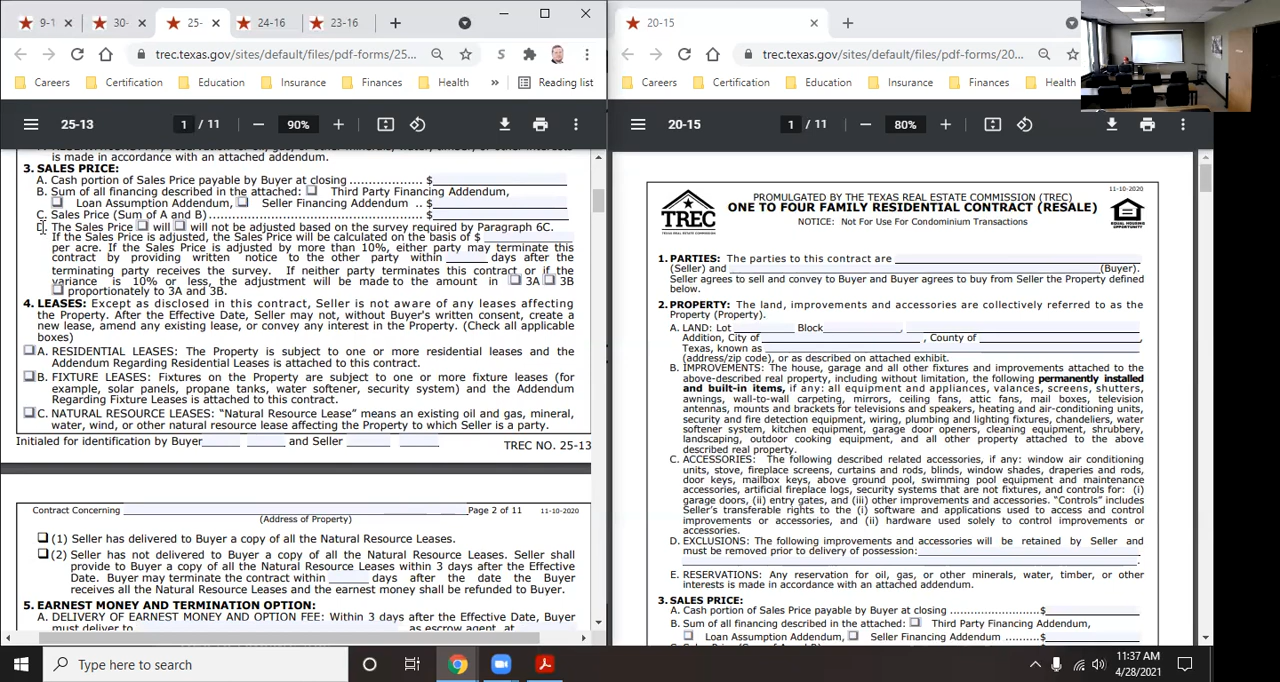 9-1
30-
25-
24-16
23-16
20-15
trec.texas.gov/sites/default/files/pdf-forms/25...
trec.texas.gov/sites/default/files/pdf-forms/20...
Careers Certification Education Insurance Finances Health » Reading list
Careers Certification Education Insurance Finances Health
25-13 1 / 11 90%
20-15 1 / 11 80%
is made in accordance with an attached addendum.
3. SALES PRICE:
A. Cash portion of Sales Price payable by Buyer at closing .................. $
B. Sum of all financing described in the attached: Third Party Financing Addendum,
Loan Assumption Addendum, Seller Financing Addendum .. $
C. Sales Price (Sum of A and B) ..................................................... $
D. The Sales Price will will not be adjusted based on the survey required by Paragraph 6C.
If the Sales Price is adjusted, the Sales Price will be calculated on the basis of $
per acre. If the Sales Price is adjusted by more than 10%, either party may terminate this
contract by providing written notice to the other party within days after the
terminating party receives the survey. If neither party terminates this contract or if the
variance is 10% or less, the adjustment will be made to the amount in 3A 3B
proportionately to 3A and 3B.
4. LEASES: Except as disclosed in this contract, Seller is not aware of any leases affecting
the Property. After the Effective Date, Seller may not, without Buyer's written consent, create a
new lease, amend any existing lease, or convey any interest in the Property. (Check all applicable
boxes)
A. RESIDENTIAL LEASES: The Property is subject to one or more residential leases and the
Addendum Regarding Residential Leases is attached to this contract.
B. FIXTURE LEASES: Fixtures on the Property are subject to one or more fixture leases (for
example, solar panels, propane tanks, water softener, security system) and the Addendum
Regarding Fixture Leases is attached to this contract.
C. NATURAL RESOURCE LEASES: "Natural Resource Lease" means an existing oil and gas, mineral,
water, wind, or other natural resource lease affecting the Property to which Seller is a party.
Initialed for identification by Buyer and Seller TREC NO. 25-13
Contract Concerning Page 2 of 11 11-10-2020
(Address of Property)
(1) Seller has delivered to Buyer a copy of all the Natural Resource Leases.
(2) Seller has not delivered to Buyer a copy of all the Natural Resource Leases. Seller shall
provide to Buyer a copy of all the Natural Resource Leases within 3 days after the Effective
Date. Buyer may terminate the contract within days after the date the Buyer
receives all the Natural Resource Leases and the earnest money shall be refunded to Buyer.
5. EARNEST MONEY AND TERMINATION OPTION:
A. DELIVERY OF EARNEST MONEY AND OPTION FEE: Within 3 days after the Effective Date, Buyer
must deliver to as escrow agent, at
11-10-2020
TREC
TEXAS REAL ESTATE COMMISSION
PROMULGATED BY THE TEXAS REAL ESTATE COMMISSION (TREC)
ONE TO FOUR FAMILY RESIDENTIAL CONTRACT (RESALE)
NOTICE: Not For Use For Condominium Transactions
EQUAL HOUSING
OPPORTUNITY
1. PARTIES: The parties to this contract are
(Seller) and (Buyer).
Seller agrees to sell and convey to Buyer and Buyer agrees to buy from Seller the Property defined
below.
2. PROPERTY: The land, improvements and accessories are collectively referred to as the
Property (Property).
A. LAND: Lot Block ,
Addition, City of , County of ,
Texas, known as
(address/zip code), or as described on attached exhibit.
B. IMPROVEMENTS: The house, garage and all other fixtures and improvements attached to the
above-described real property, including without limitation, the following permanently installed
and built-in items, if any: all equipment and appliances, valances, screens, shutters,
awnings, wall-to-wall carpeting, mirrors, ceiling fans, attic fans, mail boxes, television
antennas, mounts and brackets for televisions and speakers, heating and air-conditioning units,
security and fire detection equipment, wiring, plumbing and lighting fixtures, chandeliers, water
softener system, kitchen equipment, garage door openers, cleaning equipment, shrubbery,
landscaping, outdoor cooking equipment, and all other property attached to the above
described real property.
C. ACCESSORIES: The following described related accessories, if any: window air conditioning
units, stove, fireplace screens, curtains and rods, blinds, window shades, draperies and rods,
door keys, mailbox keys, above ground pool, swimming pool equipment and maintenance
accessories, artificial fireplace logs, security systems that are not fixtures, and controls for: (i)
garage doors, (ii) entry gates, and (iii) other improvements and accessories. "Controls" includes
Seller's transferable rights to the (i) software and applications used to access and control
improvements or accessories, and (ii) hardware used solely to control improvements or
accessories.
D. EXCLUSIONS: The following improvements and accessories will be retained by Seller and
must be removed prior to delivery of possession:
.
E. RESERVATIONS: Any reservation for oil, gas, or other minerals, water, timber, or other
interests is made in accordance with an attached addendum.
3. SALES PRICE:
A. Cash portion of Sales Price payable by Buyer at closing ........................ $
B. Sum of all financing described in the attached: Third Party Financing Addendum,
Loan Assumption Addendum, Seller Financing Addendum .......... $
Type here to search
11:37 AM
4/28/2021